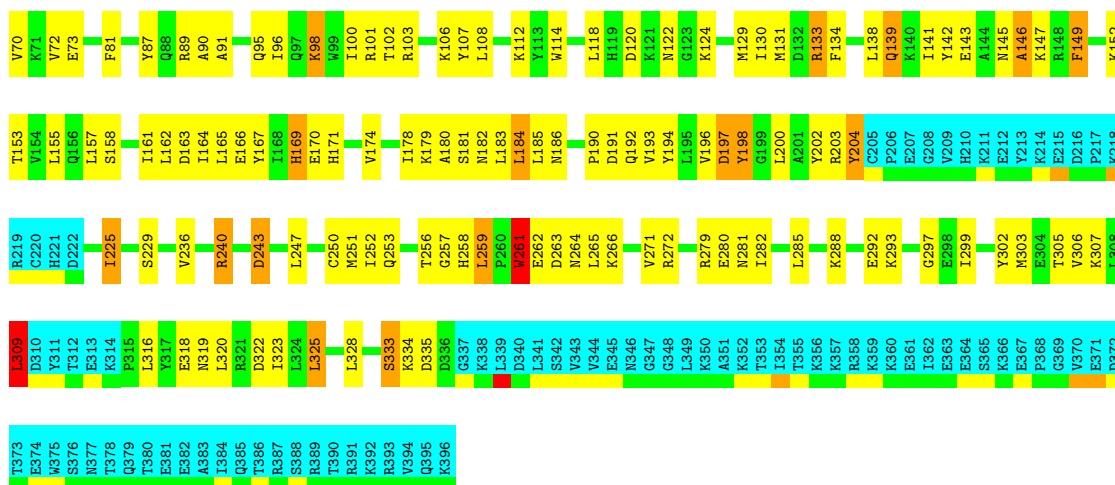 V70 K71 V72 E73 F81 Y87 Q88 R89 A90 A91 Q95 I96 Q97 K98 W99 I100 R101 T102 R103 K106 Y107 L108 K112 Y113 W114 L118 H119 D120 K121 N122 G123 K124 M129 I130 M131 D132 R133 F134 L138 Q139 K140 I141 Y142 E143 A144 N145 A146 K147 R148 F149 K152
T153 V154 L155 Q156 L157 S158 I161 L162 D163 I164 L165 E166 Y167 I168 H169 E170 H171 V174 I178 K179 A180 S181 N182 L183 L184 L185 N186 P190 D191 Q192 V193 Y194 L195 V196 D197 Y198 G199 L200 A201 Y202 R203 Y204 C205 P206 E207 G208 V209 H210 K211 E212 Y213 K214 E215 D216 P217 K218
R219 C220 H221 D222 I225 S229 V236 R240 D243 L247 C250 M251 I252 Q253 T256 G257 H258 L259 P260 W261 E262 D263 N264 L265 K266 V271 R272 R279 E280 N281 I282 L285 K288 E292 K293 G297 E298 I299 Y302 M303 E304 T305 V306 K307 L308
L309 D310 Y311 T312 E313 K314 P315 L316 Y317 E318 N319 L320 R321 D322 I323 L324 L325 L328 S333 K334 D335 D336 G337 K338 L339 D340 L341 S342 V343 V344 E345 N346 G347 G348 L349 K350 A351 K352 T353 I354 T355 K356 K357 R358 K359 K360 E361 I362 E363 E364 S365 K366 E367 P368 G369 V370 E371 D372
T373 E374 W375 S376 N377 T378 Q379 T380 E381 E382 A383 I384 Q385 T386 R387 S388 R389 T390 R391 K392 R393 V394 Q395 K396